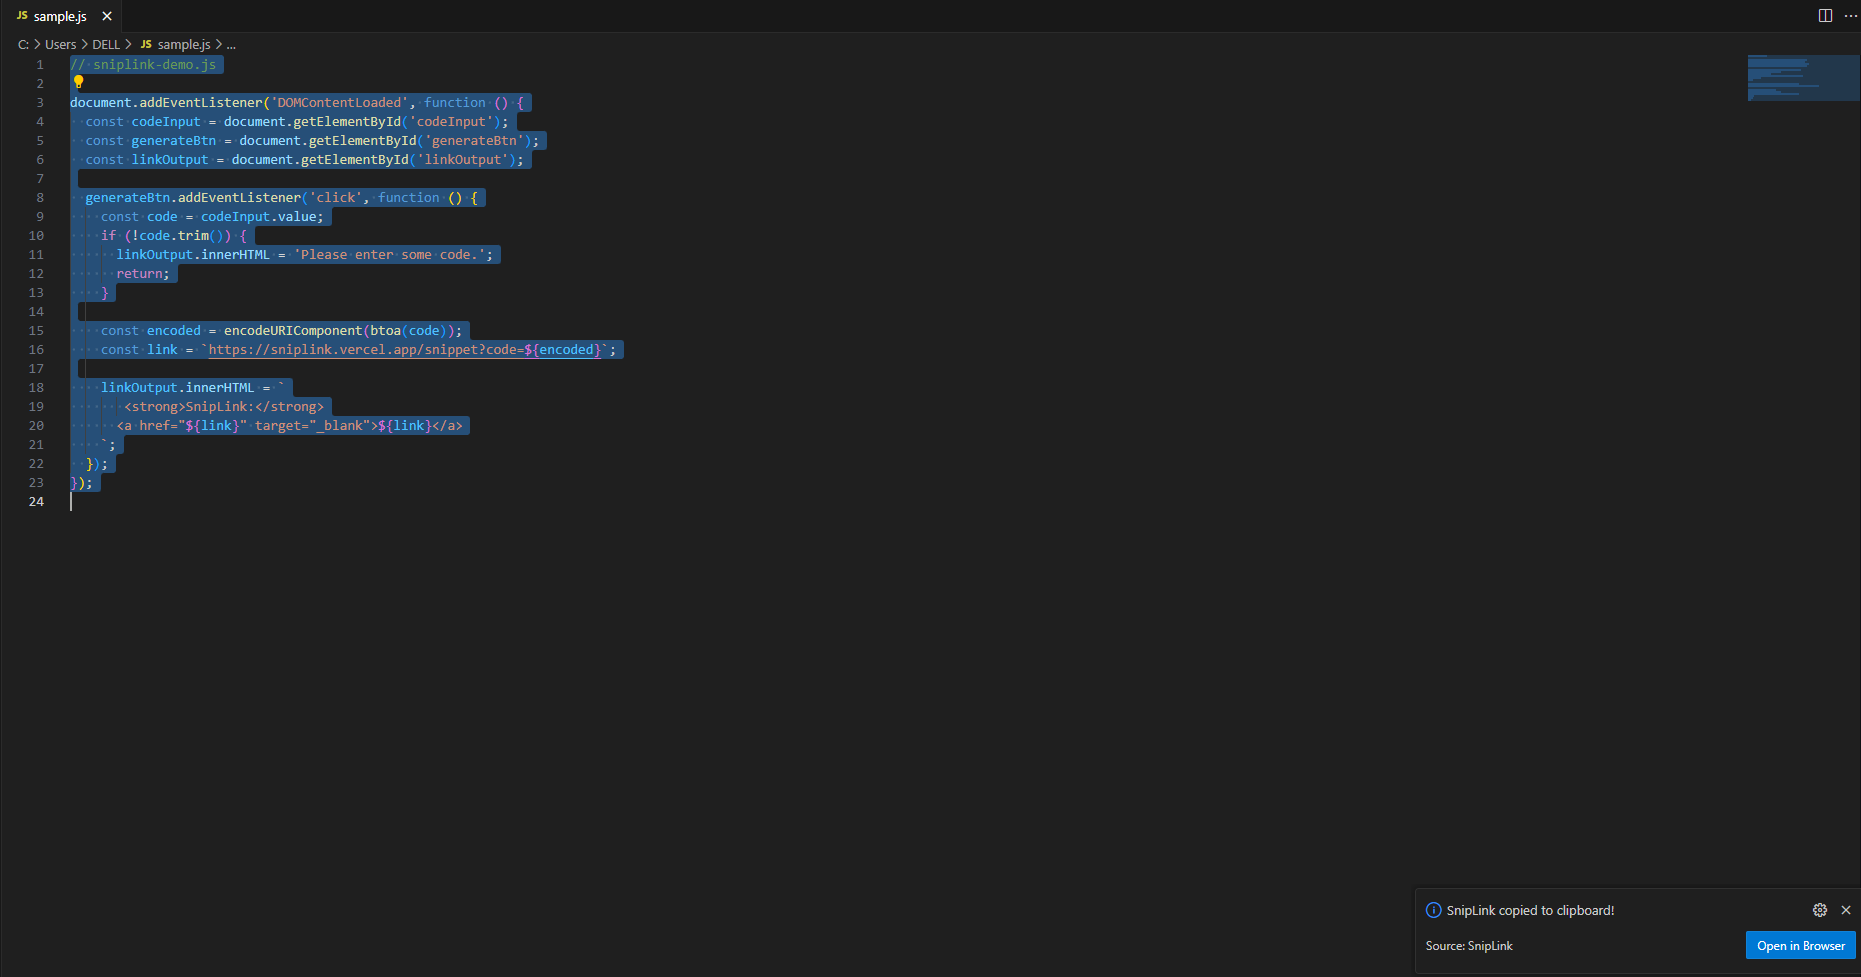 JS sample.js ×
C: > Users > DELL > JS sample.js > ...
1 // sniplink-demo.js
2
3 document.addEventListener('DOMContentLoaded', function () {
4   const codeInput = document.getElementById('codeInput');
5   const generateBtn = document.getElementById('generateBtn');
6   const linkOutput = document.getElementById('linkOutput');
7
8   generateBtn.addEventListener('click', function () {
9     const code = codeInput.value;
10     if (!code.trim()) {
11       linkOutput.innerHTML = 'Please enter some code.';
12       return;
13     }
14
15     const encoded = encodeURIComponent(btoa(code));
16     const link = `https://sniplink.vercel.app/snippet?code=${encoded}`;
17
18     linkOutput.innerHTML = `
19        <strong>SnipLink:</strong>
20       <a href="${link}" target="_blank">${link}</a>
21     `;
22   });
23 });
24
SnipLink copied to clipboard!
Source: SnipLink
Open in Browser